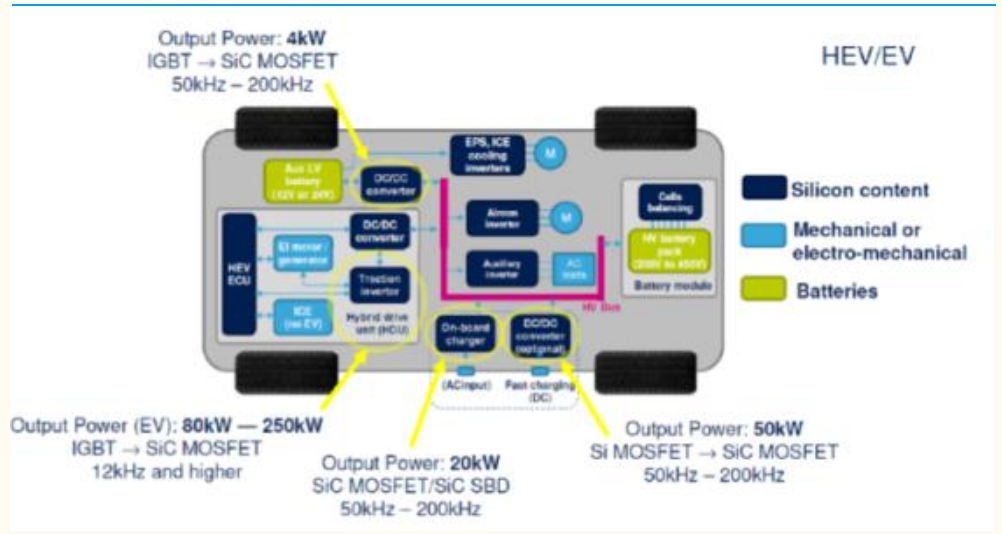 Output Power: 4kW
IGBT → SiC MOSFET
50kHz – 200kHz
HEV/EV
EPS, ICE
cooling
inverters
M
Aux LV
battery
(12V or 24V)
DC/DC
converter
Cells
balancing
Silicon content
Aircon
inverter
M
DC/DC
converter
El motor /
generator
HEV
ECU
HV battery
pack
Mechanical or
electro-mechanical
Auxiliary
inverter
AC
Traction
inverter
Battery module
Batteries
HV Bus
ICE
(no EV)
Hybrid drive
unit (HDU)
On-board
charger
DC/DC
converter
(optional)
(AC input)
Fast charging
(DC)
Output Power (EV): 80kW — 250kW
IGBT → SiC MOSFET
12kHz and higher
Output Power: 20kW
SiC MOSFET/SiC SBD
50kHz – 200kHz
Output Power: 50kW
Si MOSFET → SiC MOSFET
50kHz – 200kHz